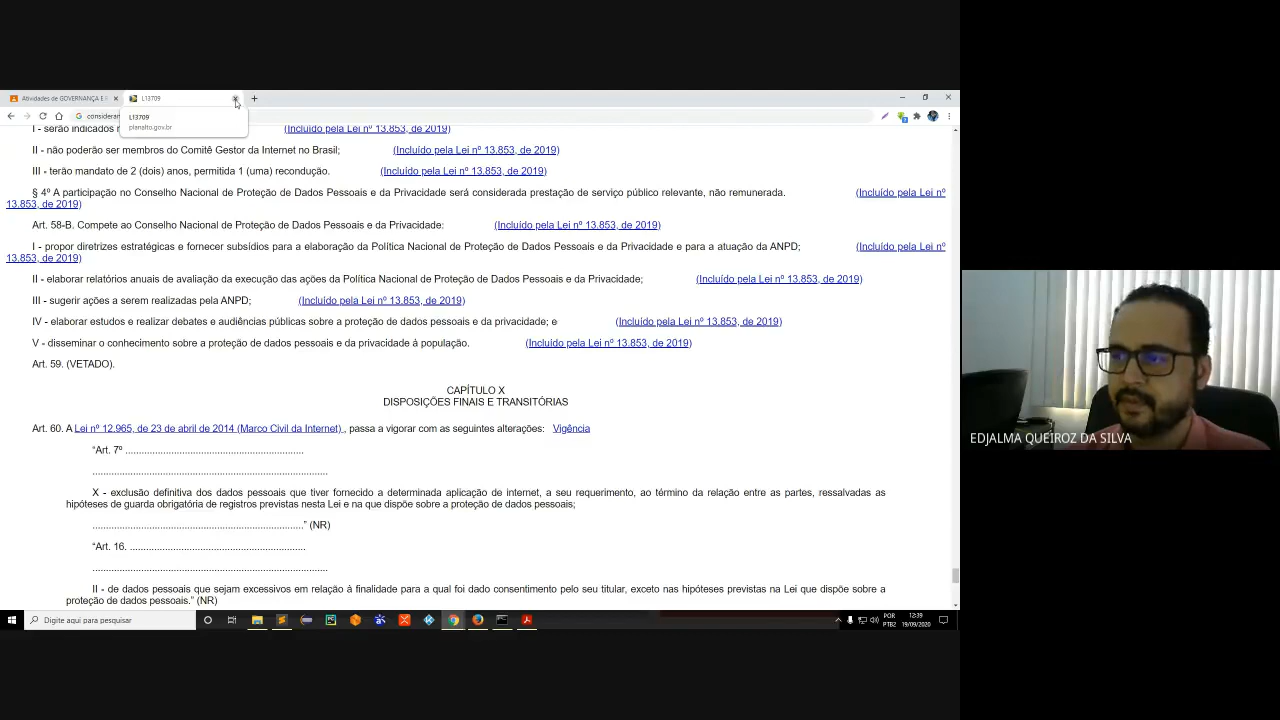 Atividades de GOVERNANÇA E
L13709
consideran
L13709
planalto.gov.br
I - serão indicados (Incluído pela Lei nº 13.853, de 2019)
II - não poderão ser membros do Comitê Gestor da Internet no Brasil; (Incluído pela Lei nº 13.853, de 2019)
III - terão mandato de 2 (dois) anos, permitida 1 (uma) recondução. (Incluído pela Lei nº 13.853, de 2019)
§ 4º A participação no Conselho Nacional de Proteção de Dados Pessoais e da Privacidade será considerada prestação de serviço público relevante, não remunerada. (Incluído pela Lei nº
13.853, de 2019)
Art. 58-B. Compete ao Conselho Nacional de Proteção de Dados Pessoais e da Privacidade: (Incluído pela Lei nº 13.853, de 2019)
I - propor diretrizes estratégicas e fornecer subsídios para a elaboração da Política Nacional de Proteção de Dados Pessoais e da Privacidade e para a atuação da ANPD; (Incluído pela Lei nº
13.853, de 2019)
II - elaborar relatórios anuais de avaliação da execução das ações da Política Nacional de Proteção de Dados Pessoais e da Privacidade; (Incluído pela Lei nº 13.853, de 2019)
III - sugerir ações a serem realizadas pela ANPD; (Incluído pela Lei nº 13.853, de 2019)
IV - elaborar estudos e realizar debates e audiências públicas sobre a proteção de dados pessoais e da privacidade; e (Incluído pela Lei nº 13.853, de 2019)
V - disseminar o conhecimento sobre a proteção de dados pessoais e da privacidade à população. (Incluído pela Lei nº 13.853, de 2019)
Art. 59. (VETADO).
CAPÍTULO X
DISPOSIÇÕES FINAIS E TRANSITÓRIAS
Art. 60. A Lei nº 12.965, de 23 de abril de 2014 (Marco Civil da Internet) , passa a vigorar com as seguintes alterações: Vigência
“Art. 7º ............................................................
...............................................................................
X - exclusão definitiva dos dados pessoais que tiver fornecido a determinada aplicação de internet, a seu requerimento, ao término da relação entre as partes, ressalvadas as
hipóteses de guarda obrigatória de registros previstas nesta Lei e na que dispõe sobre a proteção de dados pessoais;
.......................................................................” (NR)
“Art. 16. ...........................................................
...............................................................................
II - de dados pessoais que sejam excessivos em relação à finalidade para a qual foi dado consentimento pelo seu titular, exceto nas hipóteses previstas na Lei que dispõe sobre a
proteção de dados pessoais.” (NR)
EDJALMA QUEIROZ DA SILVA
Digite aqui para pesquisar
POR
PTB2
12:39
19/09/2020